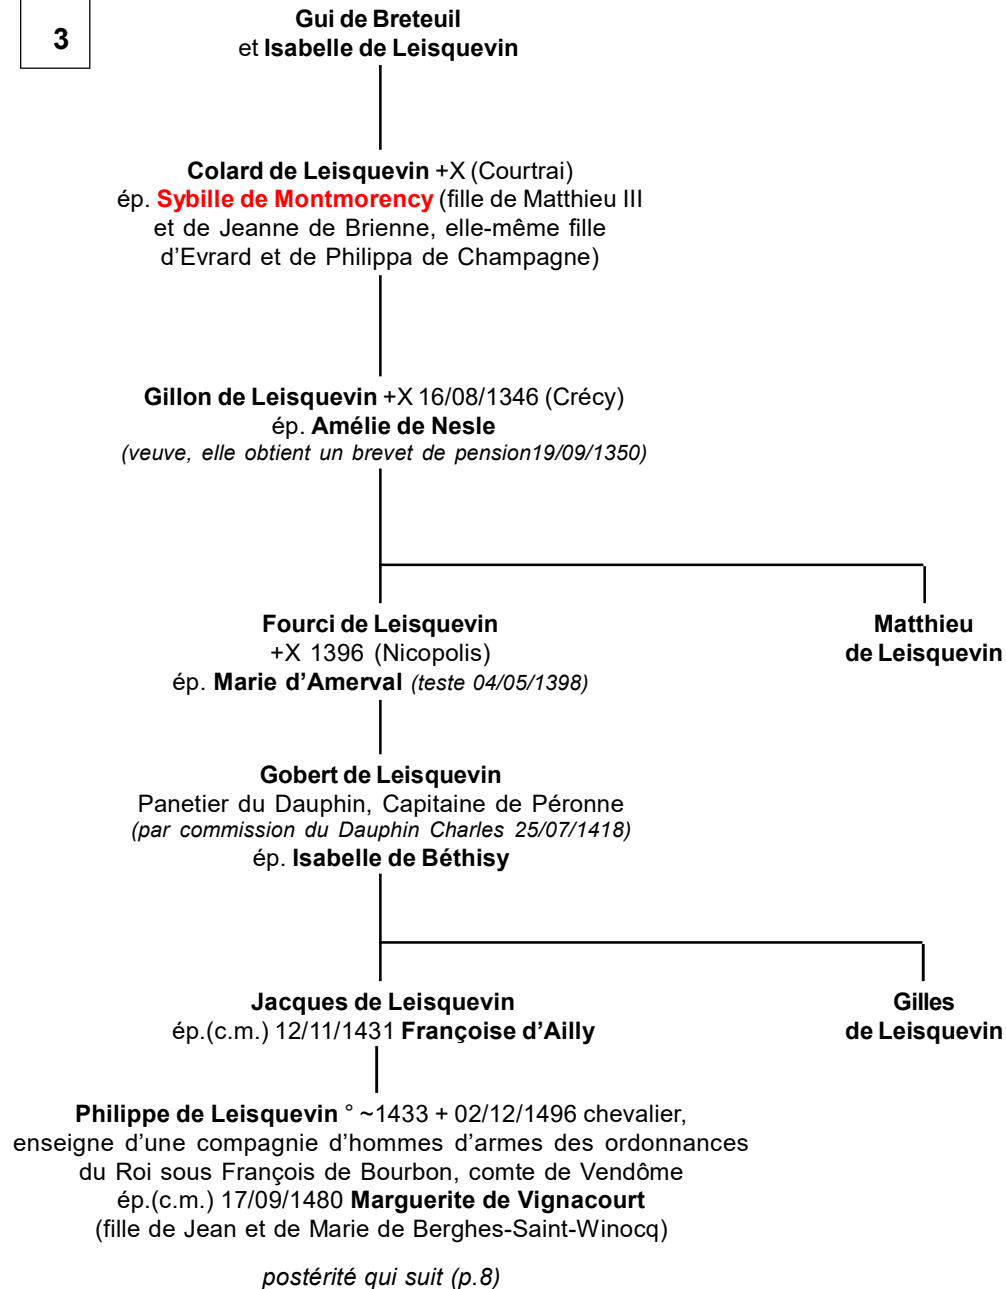 3
Gui de Breteuil
et Isabelle de Leisquevin
Colard de Leisquevin +X (Courtrai)
ép. Sybille de Montmorency (fille de Matthieu III
et de Jeanne de Brienne, elle-même fille
d'Evrard et de Philippa de Champagne)
Gillon de Leisquevin +X 16/08/1346 (Crécy)
ép. Amélie de Nesle
(veuve, elle obtient un brevet de pension19/09/1350)
Fourci de Leisquevin
+X 1396 (Nicopolis)
ép. Marie d'Amerval (teste 04/05/1398)
Matthieu
de Leisquevin
Gobert de Leisquevin
Panetier du Dauphin, Capitaine de Péronne
(par commission du Dauphin Charles 25/07/1418)
ép. Isabelle de Béthisy
Jacques de Leisquevin
ép.(c.m.) 12/11/1431 Françoise d'Ailly
Gilles
de Leisquevin
Philippe de Leisquevin ° ~1433 + 02/12/1496 chevalier,
enseigne d'une compagnie d'hommes d'armes des ordonnances
du Roi sous François de Bourbon, comte de Vendôme
ép.(c.m.) 17/09/1480 Marguerite de Vignacourt
(fille de Jean et de Marie de Berghes-Saint-Winocq)
postérité qui suit (p.8)